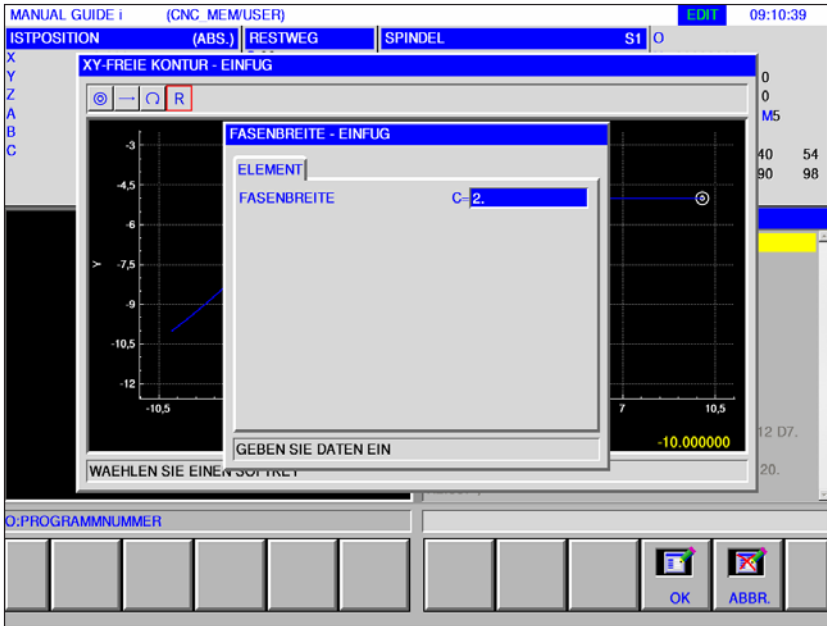 MANUAL GUIDE i (CNC_MEM/USER) EDIT 09:10:39
ISTPOSITION (ABS.) RESTWEG SPINDEL S1 O
X
Y 0
Z 0
A M5
B
C 40 54
90 98
XY-FREIE KONTUR - EINFUG
R
FASENBREITE - EINFUG
ELEMENT
FASENBREITE C=2.
-3
-4,5
-6
Y -7,5
-9
-10,5
-12
-10,5 7 10,5
-10.000000
12 D7.
20.
GEBEN SIE DATEN EIN
WAEHLEN SIE EINEN SOFTKEY
O:PROGRAMMNUMMER
OK ABBR.